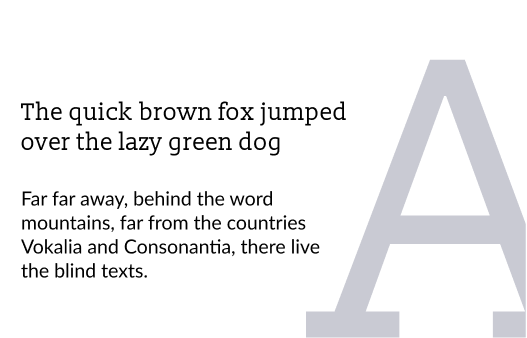 The quick brown fox jumped
over the lazy green dog
Far far away, behind the word
mountains, far from the countries
Vokalia and Consonantia, there live
the blind texts.
A